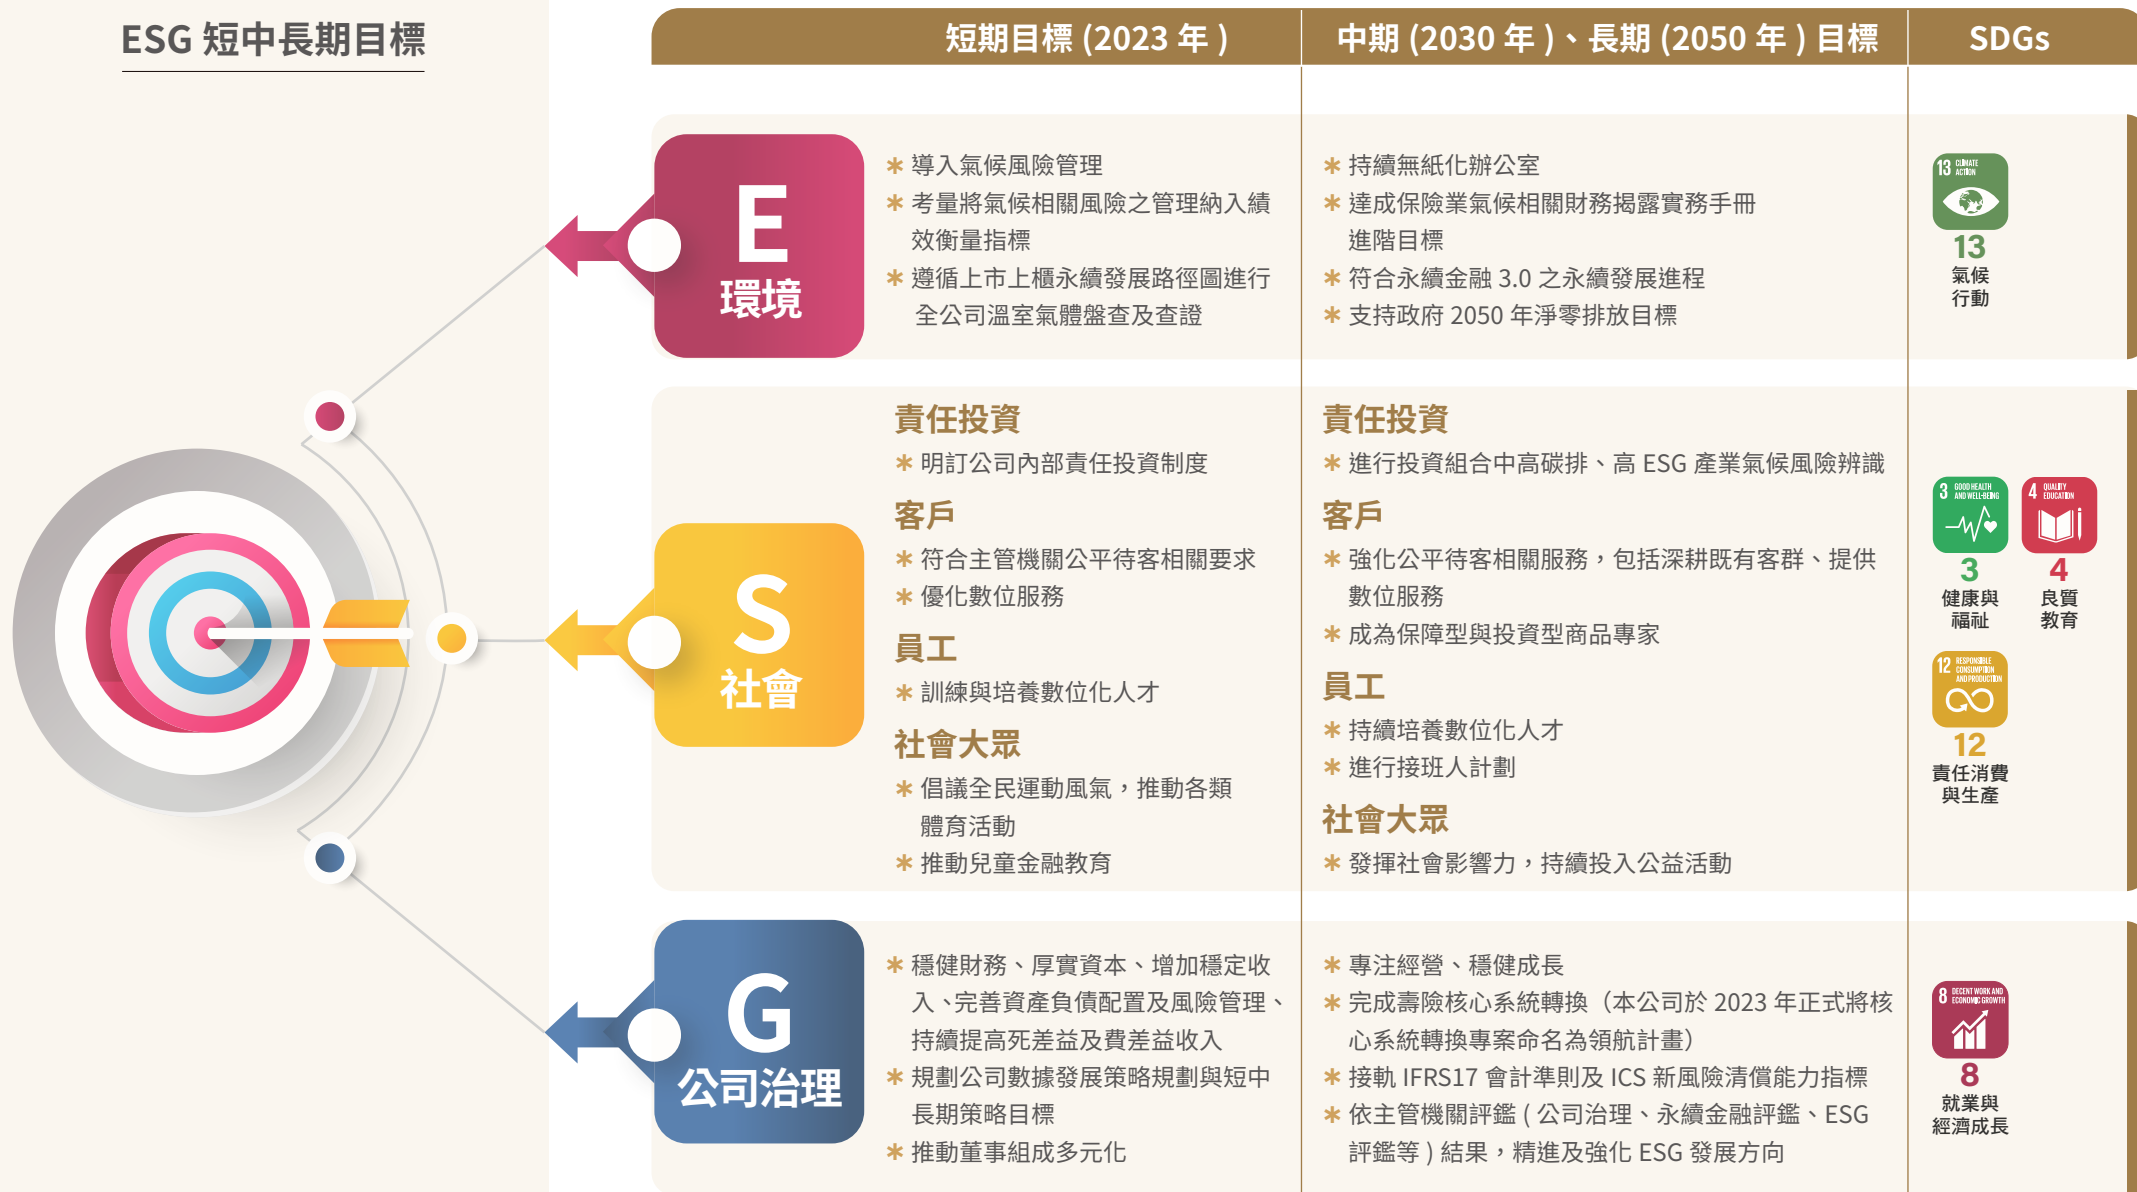 ESG 短中長期目標
短期目標 (2023 年 )
中期 (2030 年 )、長期 (2050 年 ) 目標
SDGs
E
環境
* 導入氣候風險管理
* 考量將氣候相關風險之管理納入績
效衡量指標
* 遵循上市上櫃永續發展路徑圖進行
全公司溫室氣體盤查及查證
* 持續無紙化辦公室
* 達成保險業氣候相關財務揭露實務手冊
進階目標
* 符合永續金融 3.0 之永續發展進程
* 支持政府 2050 年淨零排放目標
13 CLIMATE
ACTION
13
氣候
行動
S
社會
責任投資
* 明訂公司內部責任投資制度
客戶
* 符合主管機關公平待客相關要求
* 優化數位服務
員工
* 訓練與培養數位化人才
社會大眾
* 倡議全民運動風氣，推動各類
體育活動
* 推動兒童金融教育
責任投資
* 進行投資組合中高碳排、高 ESG 產業氣候風險辨識
客戶
* 強化公平待客相關服務，包括深耕既有客群、提供
數位服務
* 成為保障型與投資型商品專家
員工
* 持續培養數位化人才
* 進行接班人計劃
社會大眾
* 發揮社會影響力，持續投入公益活動
3 GOOD HEALTH
AND WELL-BEING
3
健康與
福祉
4 QUALITY
EDUCATION
4
良質
教育
12 RESPONSIBLE
CONSUMPTION
AND PRODUCTION
12
責任消費
與生產
G
公司治理
* 穩健財務、厚實資本、增加穩定收
入、完善資產負債配置及風險管理、
持續提高死差益及費差益收入
* 規劃公司數據發展策略規劃與短中
長期策略目標
* 推動董事組成多元化
* 專注經營、穩健成長
* 完成壽險核心系統轉換（本公司於 2023 年正式將核
心系統轉換專案命名為領航計畫）
* 接軌 IFRS17 會計準則及 ICS 新風險清償能力指標
* 依主管機關評鑑 ( 公司治理、永續金融評鑑、ESG
評鑑等 ) 結果，精進及強化 ESG 發展方向
8 DECENT WORK AND
ECONOMIC GROWTH
8
就業與
經濟成長